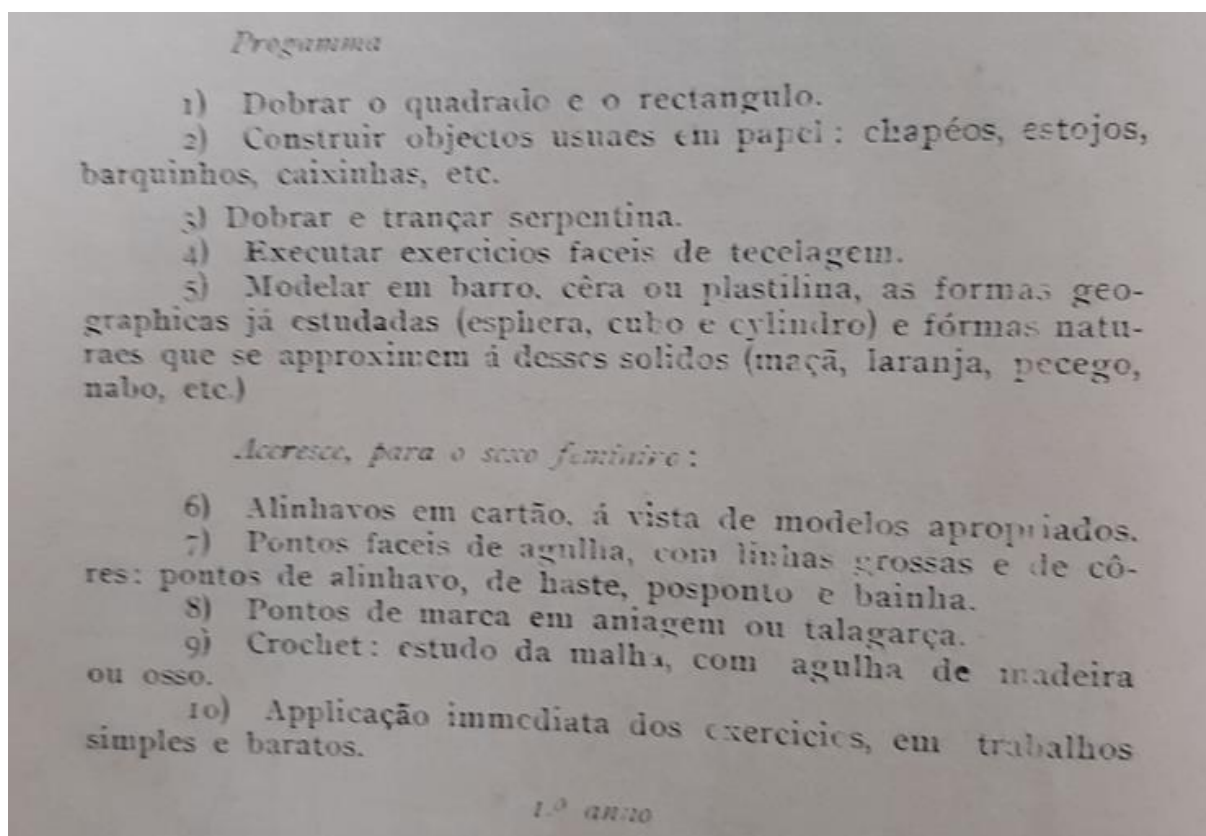 Progamma
1) Dobrar o quadrado e o rectangulo.
2) Construir objectos usuaes em papel : chapéos, estojos,
barquinhos, caixinhas, etc.
3) Dobrar e trançar serpentina.
4) Executar exercicios faceis de tecelagem.
5) Modelar em barro, cêra ou plastilina, as formas geo-
graphicas já estudadas (esphera, cubo e cylindro) e fórmas natu-
raes que se approximem á desses solidos (maçã, laranja, pecego,
nabo, etc.)
Accresce, para o sexo feminino :
6) Alinhavos em cartão, á vista de modelos apropriados.
7) Pontos faceis de agulha, com linhas grossas e de cô-
res: pontos de alinhavo, de haste, posponto e bainha.
8) Pontos de marca em aniagem ou talagarça.
9) Crochet : estudo da malha, com agulha de madeira
ou osso.
10) Applicação immediata dos exercicios, em trabalhos
simples e baratos.
1.º anno